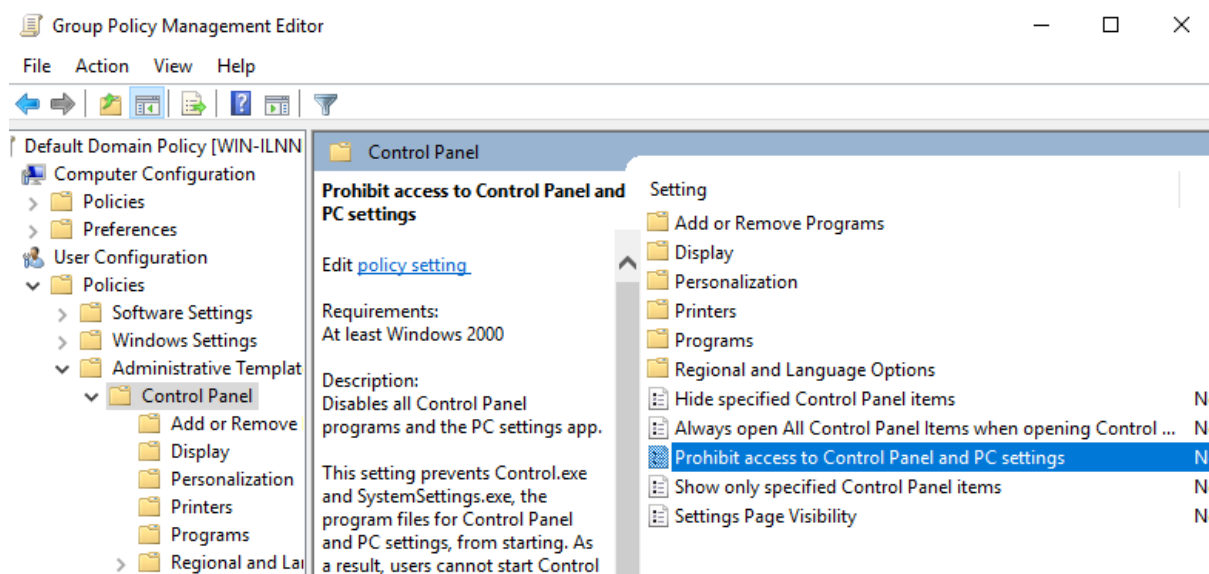 Group Policy Management Editor
File Action View Help
Default Domain Policy [WIN-ILNN
Computer Configuration
Policies
Preferences
User Configuration
Policies
Software Settings
Windows Settings
Administrative Templat
Control Panel
Add or Remove
Display
Personalization
Printers
Programs
Regional and Lan
Control Panel
Prohibit access to Control Panel and
PC settings
Edit policy setting
Requirements:
At least Windows 2000
Description:
Disables all Control Panel
programs and the PC settings app.
This setting prevents Control.exe
and SystemSettings.exe, the
program files for Control Panel
and PC settings, from starting. As
a result, users cannot start Control
Setting
Add or Remove Programs
Display
Personalization
Printers
Programs
Regional and Language Options
Hide specified Control Panel items N
Always open All Control Panel Items when opening Control ... N
Prohibit access to Control Panel and PC settings N
Show only specified Control Panel items N
Settings Page Visibility N